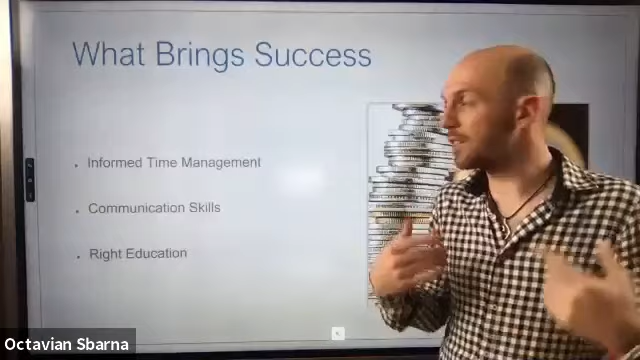 What Brings Success
• Informed Time Management
• Communication Skills
• Right Education
Octavian Sbarna